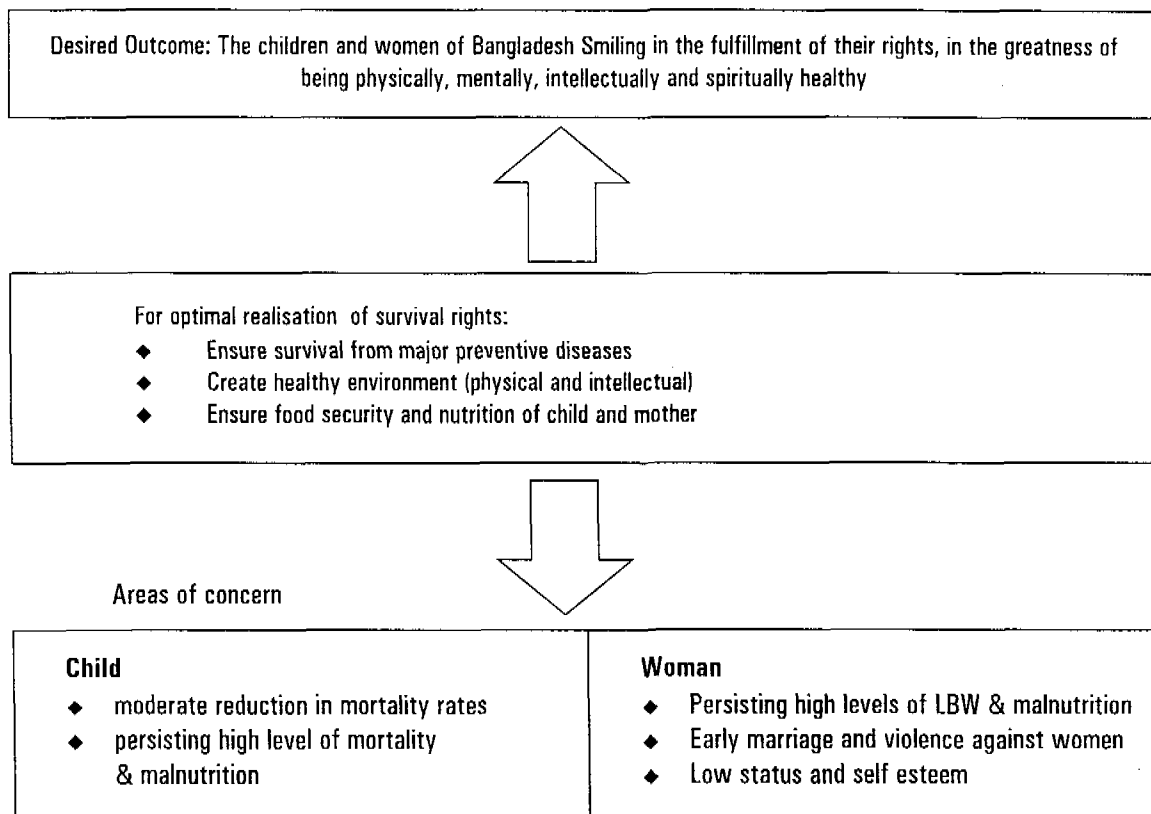 Desired Outcome: The children and women of Bangladesh Smiling in the fulfillment of their rights, in the greatness of
being physically, mentally, intellectually and spiritually healthy
For optimal realisation of survival rights:
◆ Ensure survival from major preventive diseases
◆ Create healthy environment (physical and intellectual)
◆ Ensure food security and nutrition of child and mother
Areas of concern
Child
◆ moderate reduction in mortality rates
◆ persisting high level of mortality
& malnutrition
Woman
◆ Persisting high levels of LBW & malnutrition
◆ Early marriage and violence against women
◆ Low status and self esteem